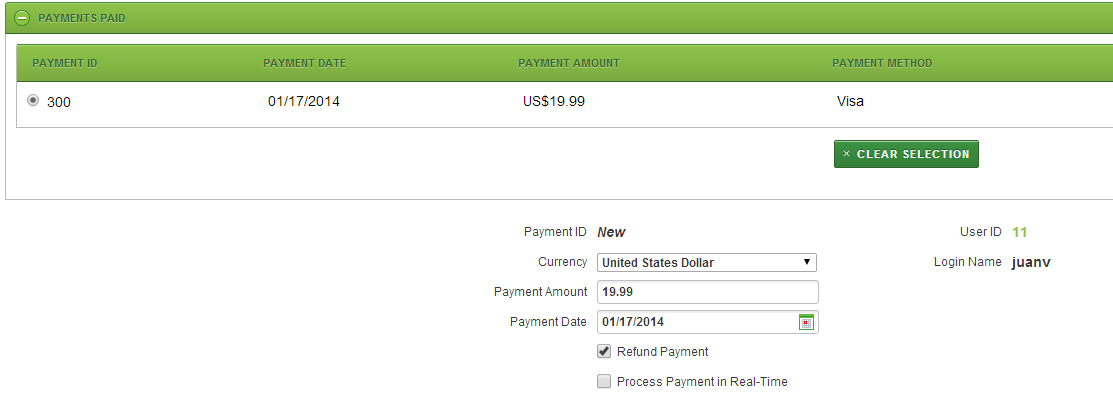 PAYMENTS PAID
PAYMENT ID PAYMENT DATE PAYMENT AMOUNT PAYMENT METHOD
300 01/17/2014 US$19.99 Visa
× CLEAR SELECTION
Payment ID New User ID 11
Currency United States Dollar Login Name juanv
Payment Amount 19.99
Payment Date 01/17/2014
Refund Payment
Process Payment in Real-Time